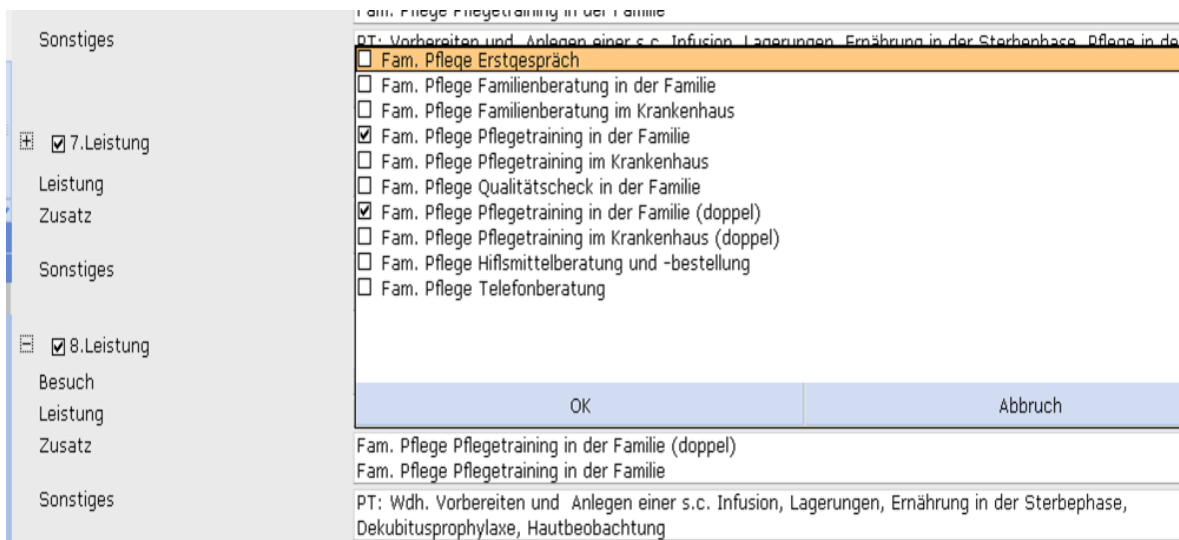 Fam. Pflege Pflegetraining in der Familie
Sonstiges
PT: Vorbereiten und Anlegen einer s.c. Infusion, Lagerungen, Ernährung in der Sterbephase, Pflege in de
Fam. Pflege Erstgespräch
Fam. Pflege Familienberatung in der Familie
Fam. Pflege Familienberatung im Krankenhaus
Fam. Pflege Pflegetraining in der Familie
Fam. Pflege Pflegetraining im Krankenhaus
Fam. Pflege Qualitätscheck in der Familie
Fam. Pflege Pflegetraining in der Familie (doppel)
Fam. Pflege Pflegetraining im Krankenhaus (doppel)
Fam. Pflege Hiflsmittelberatung und -bestellung
Fam. Pflege Telefonberatung
OK Abbruch
7.Leistung
Leistung
Zusatz
Sonstiges
8.Leistung
Besuch
Leistung
Zusatz
Fam. Pflege Pflegetraining in der Familie (doppel)
Fam. Pflege Pflegetraining in der Familie
Sonstiges
PT: Wdh. Vorbereiten und Anlegen einer s.c. Infusion, Lagerungen, Ernährung in der Sterbephase,
Dekubitusprophylaxe, Hautbeobachtung